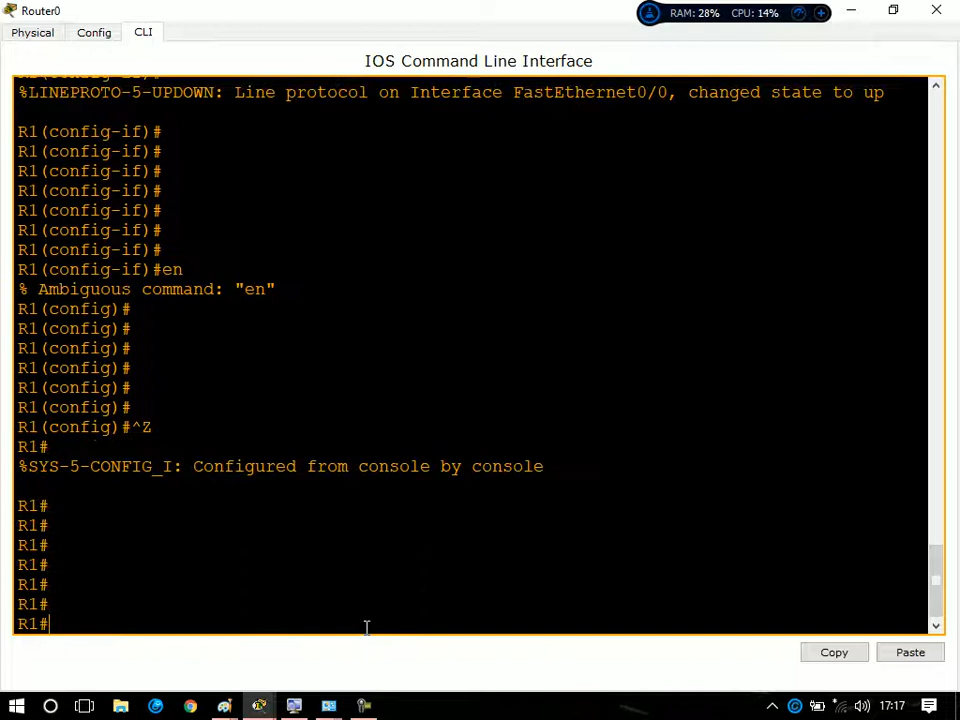 Router0
RAM: 28% CPU: 14%
Physical Config CLI
IOS Command Line Interface
%LINEPROTO-5-UPDOWN: Line protocol on Interface FastEthernet0/0, changed state to up
R1(config-if)#
R1(config-if)#
R1(config-if)#
R1(config-if)#
R1(config-if)#
R1(config-if)#
R1(config-if)#
R1(config-if)#en
% Ambiguous command: "en"
R1(config)#
R1(config)#
R1(config)#
R1(config)#
R1(config)#
R1(config)#
R1(config)#^Z
R1#
%SYS-5-CONFIG_I: Configured from console by console
R1#
R1#
R1#
R1#
R1#
R1#
R1#
Copy Paste
17:17